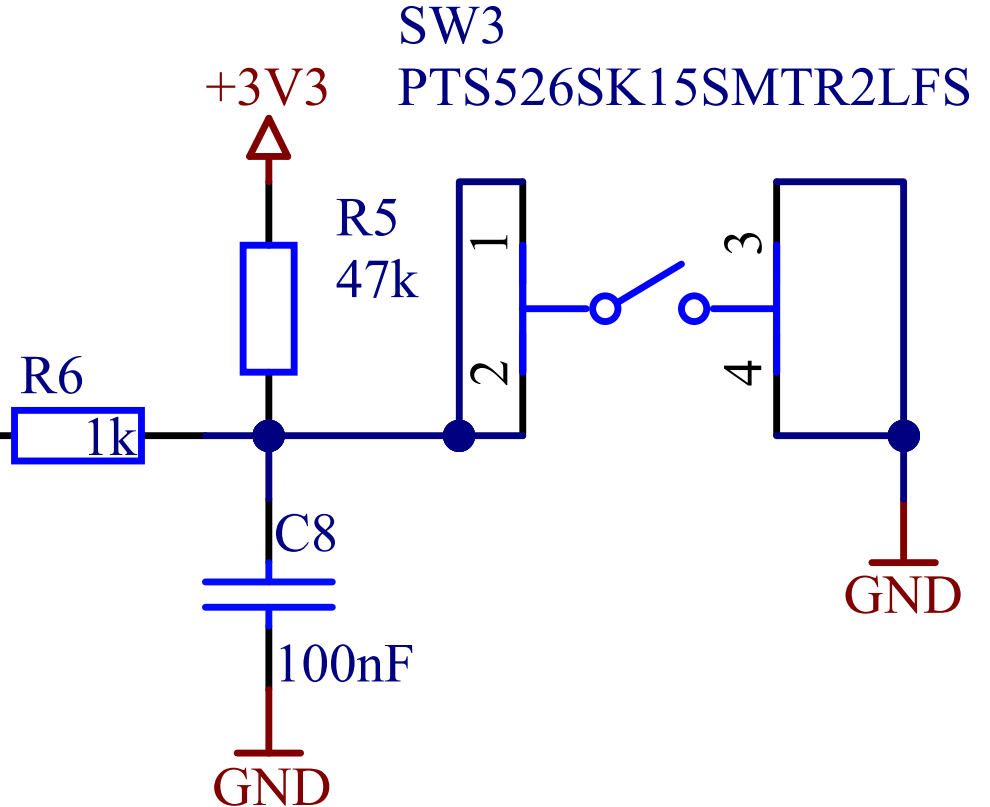 SW3
PTS526SK15SMTR2LFS
+3V3
R5
47k
1
2
3
4
R6
1k
C8
100nF
GND
GND